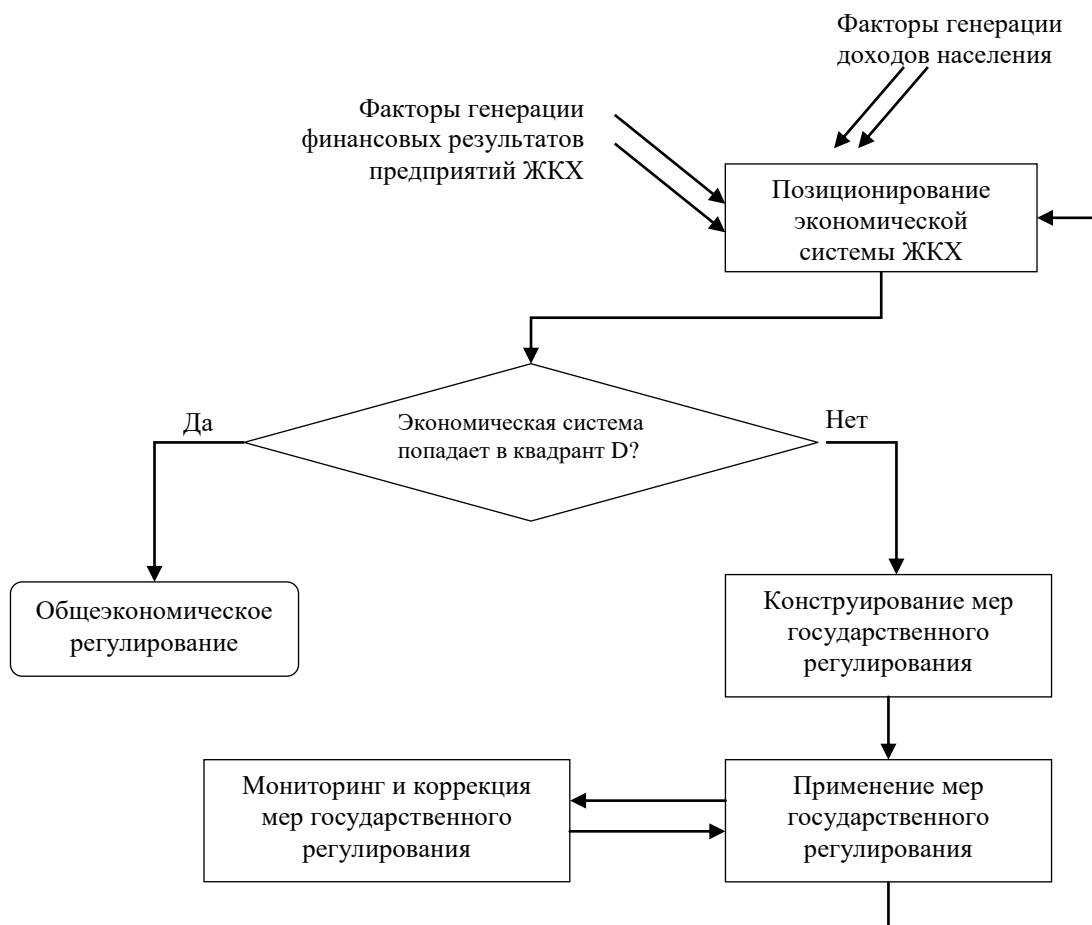 Факторы генерации
доходов населения
Факторы генерации
финансовых результатов
предприятий ЖКХ
Позиционирование
экономической
системы ЖКХ
Да
Экономическая система
попадает в квадрант D?
Нет
Общеэкономическое
регулирование
Конструирование мер
государственного
регулирования
Мониторинг и коррекция
мер государственного
регулирования
Применение мер
государственного
регулирования